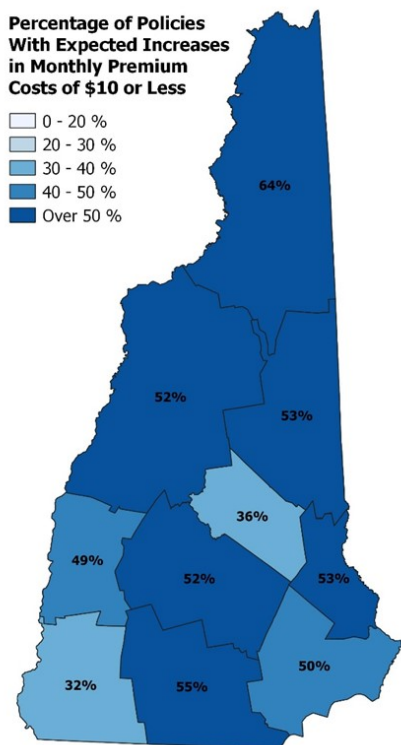 Percentage of Policies
With Expected Increases
in Monthly Premium
Costs of $10 or Less
0 - 20 %
20 - 30 %
30 - 40 %
40 - 50 %
Over 50 %
64%
52%
53%
36%
49%
52%
53%
50%
32%
55%